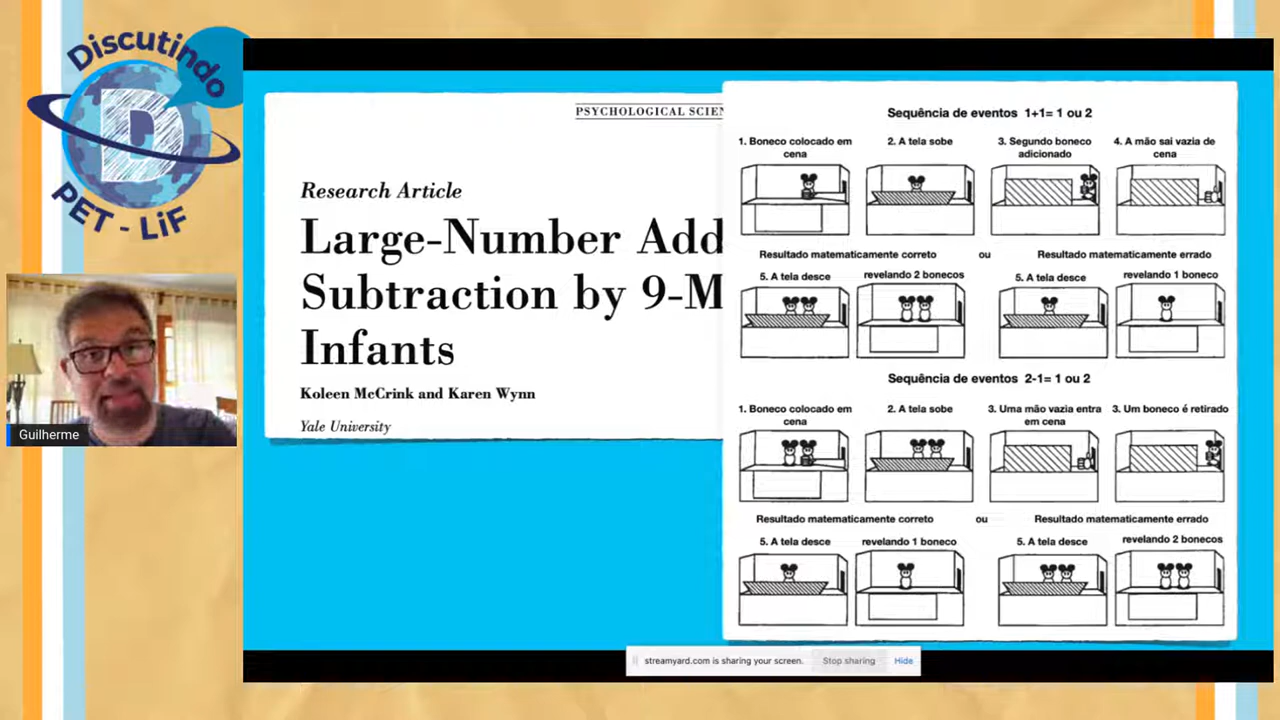 Discutindo
D
PET - LiF
Guilherme
PSYCHOLOGICAL SCIEN
Research Article
Large-Number Add
Subtraction by 9-M
Infants
Koleen McCrink and Karen Wynn
Yale University
Sequência de eventos 1+1= 1 ou 2
1. Boneco colocado em cena
2. A tela sobe
3. Segundo boneco adicionado
4. A mão sai vazia de cena
Resultado matematicamente correto ou Resultado matematicamente errado
5. A tela desce
revelando 2 bonecos
5. A tela desce
revelando 1 boneco
Sequência de eventos 2-1= 1 ou 2
1. Boneco colocado em cena
2. A tela sobe
3. Uma mão vazia entra em cena
3. Um boneco é retirado
Resultado matematicamente correto ou Resultado matematicamente errado
5. A tela desce
revelando 1 boneco
5. A tela desce
revelando 2 bonecos
streamyard.com is sharing your screen. Stop sharing Hide